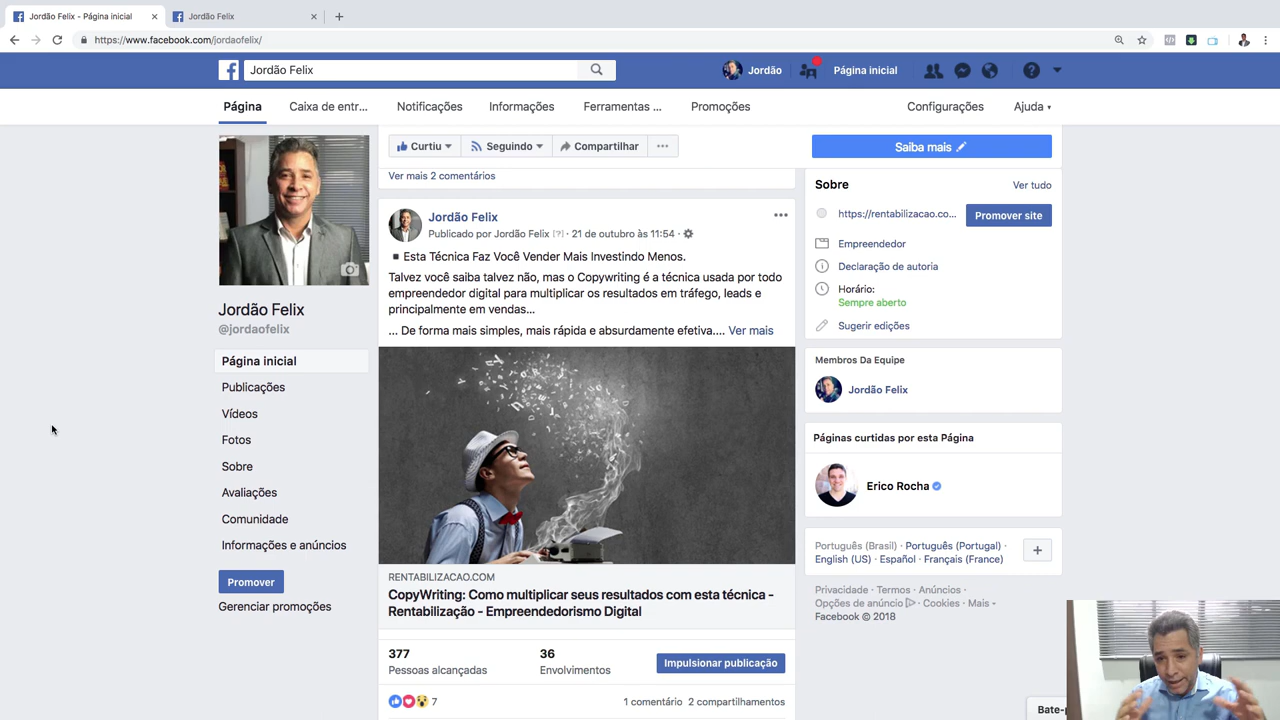 Jordão Felix - Página inicial
Jordão Felix
https://www.facebook.com/jordaofelix/
Jordão Felix
Jordão
Página inicial
Página
Caixa de entr...
Notificações
Informações
Ferramentas ...
Promoções
Configurações
Ajuda
Curtiu
Seguindo
Compartilhar
Saiba mais
Ver mais 2 comentários
Jordão Felix
Publicado por Jordão Felix [?] · 21 de outubro às 11:54 ·
▪Esta Técnica Faz Você Vender Mais Investindo Menos.
Talvez você saiba talvez não, mas o Copywriting é a técnica usada por todo
empreendedor digital para multiplicar os resultados em tráfego, leads e
principalmente em vendas...
... De forma mais simples, mais rápida e absurdamente efetiva.... Ver mais
RENTABILIZACAO.COM
CopyWriting: Como multiplicar seus resultados com esta técnica -
Rentabilização - Empreendedorismo Digital
377
Pessoas alcançadas
36
Envolvimentos
Impulsionar publicação
7
1 comentário 2 compartilhamentos
Jordão Felix
@jordaofelix
Página inicial
Publicações
Vídeos
Fotos
Sobre
Avaliações
Comunidade
Informações e anúncios
Promover
Gerenciar promoções
Sobre
Ver tudo
https://rentabilizacao.co...
Promover site
Empreendedor
Declaração de autoria
Horário:
Sempre aberto
Sugerir edições
Membros Da Equipe
Jordão Felix
Páginas curtidas por esta Página
Erico Rocha
Português (Brasil) · Português (Portugal) ·
English (US) · Español · Français (France)
Privacidade · Termos · Anúncios ·
Opções de anúncio · Cookies · Mais
Facebook © 2018